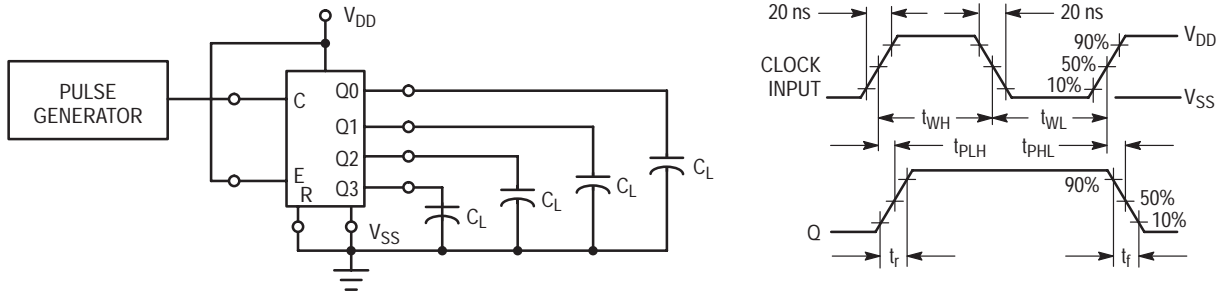 V_DD
PULSE
GENERATOR
C
E
R
Q0
Q1
Q2
Q3
V_SS
C_L
C_L
C_L
C_L
20 ns
20 ns
CLOCK
INPUT
90%
50%
10%
V_DD
V_SS
t_WH
t_WL
t_PLH
t_PHL
90%
50%
10%
Q
t_r
t_f